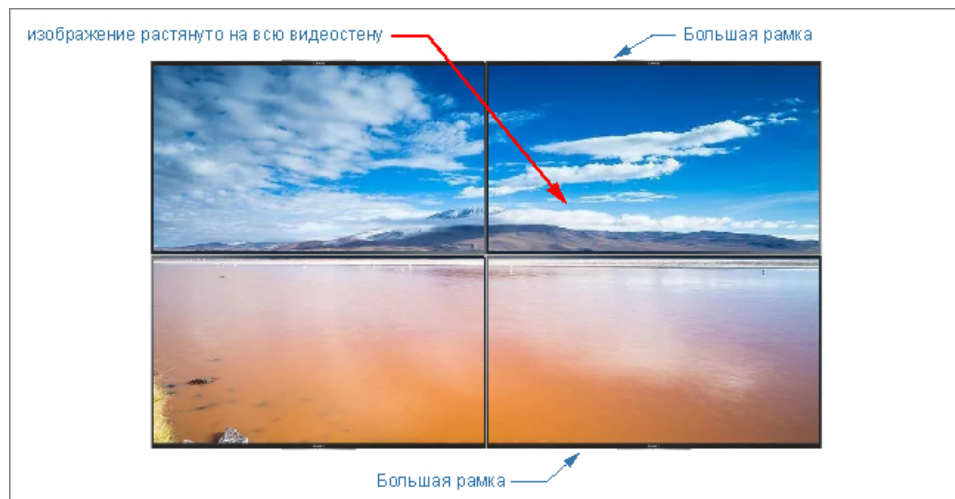 изображение растянуто на всю видеостену
Большая рамка
Большая рамка